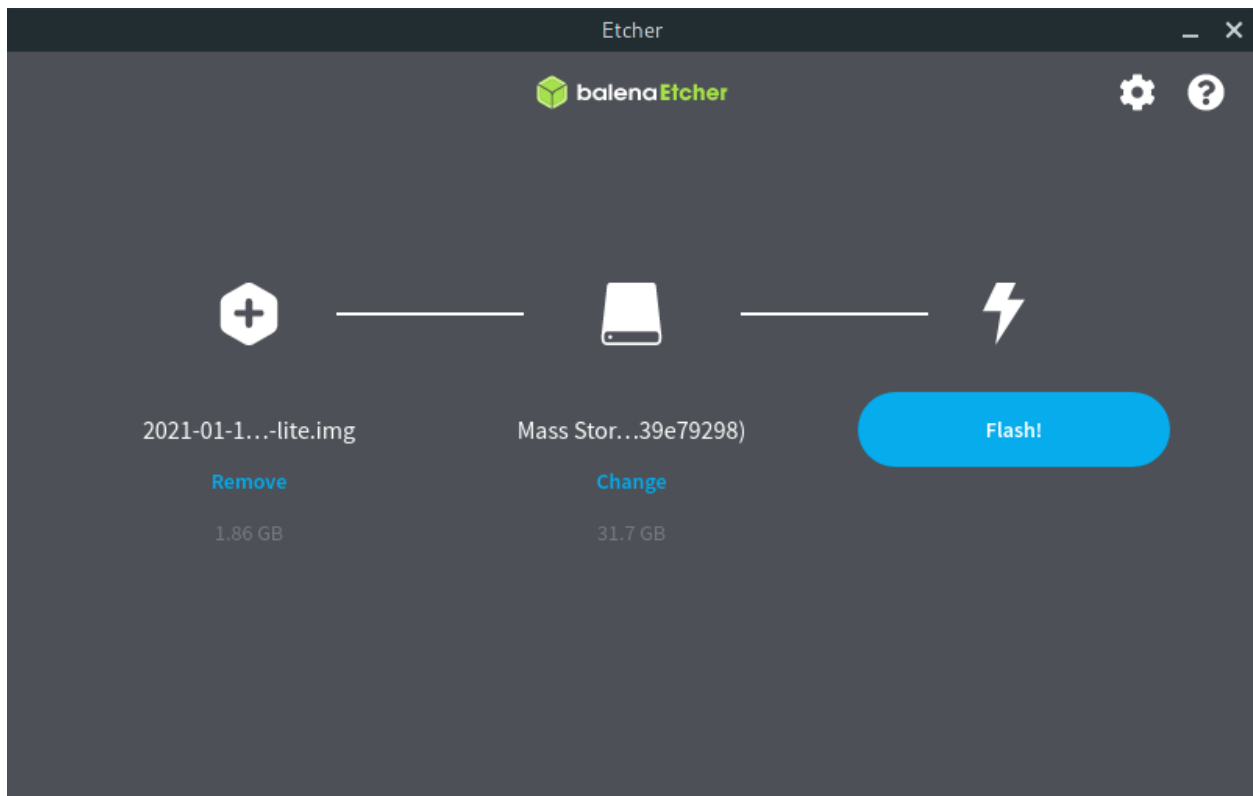 Etcher
balenaEtcher
2021-01-1...-lite.img
Mass Stor...39e79298)
Flash!
Remove
Change
1.86 GB
31.7 GB